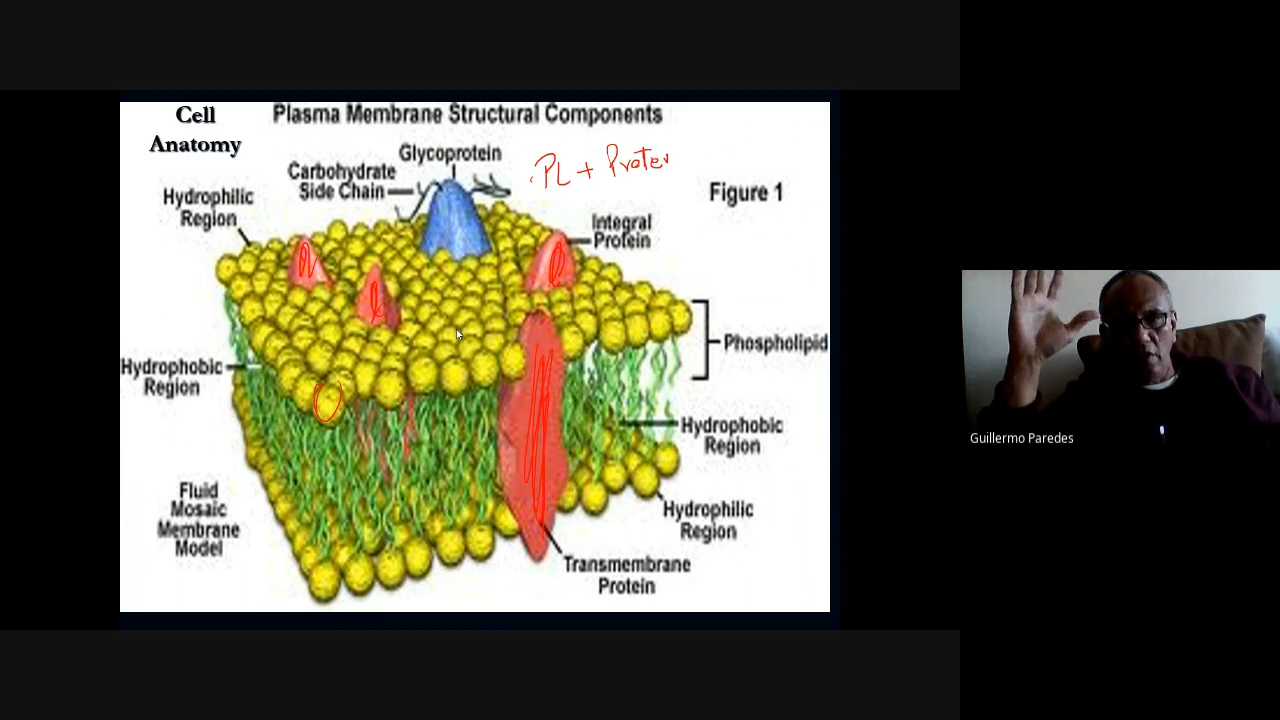 Cell
Anatomy
Plasma Membrane Structural Components
Glycoprotein
Carbohydrate
Side Chain
PL + Protei
Hydrophilic
Region
Figure 1
Integral
Protein
Phospholipid
Hydrophobic
Region
Hydrophobic
Region
Fluid
Mosaic
Membrane
Model
Hydrophilic
Region
Transmembrane
Protein
Guillermo Paredes